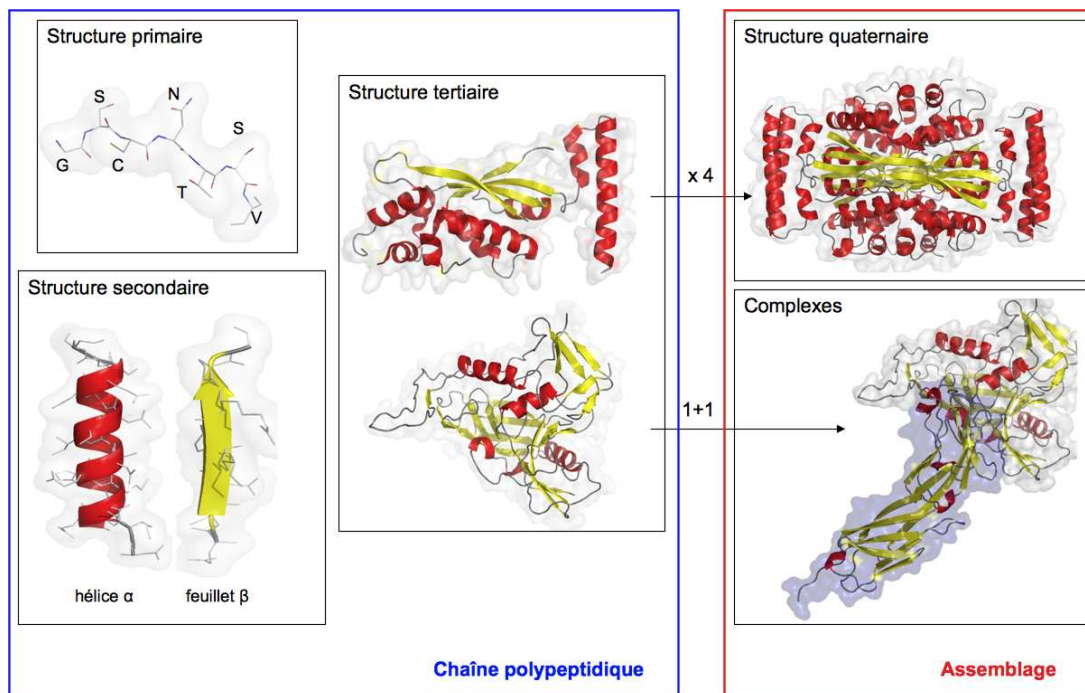 Structure primaire
S
N
S
G
C
T
V
Structure secondaire
hélice α
feuillet β
Structure tertiaire
x 4
1+1
Chaîne polypeptidique
Structure quaternaire
Complexes
Assemblage